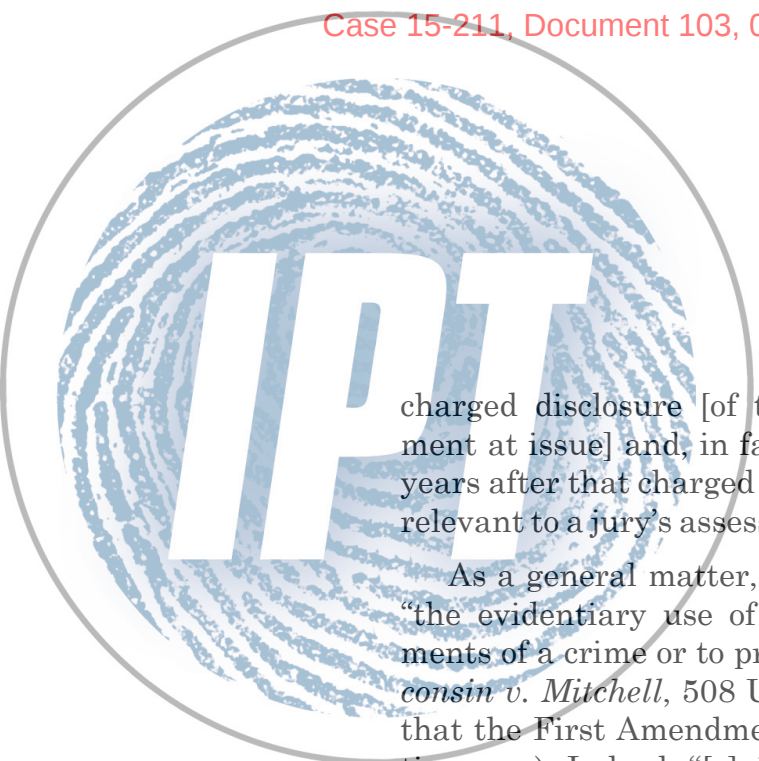 Case 15-211, Document 103, 0
IPT
charged disclosure [of t
ment at issue] and, in fa
years after that charged
relevant to a jury’s assess
As a general matter,
“the evidentiary use of
ments of a crime or to pr
consin v. Mitchell, 508 U
that the First Amendme